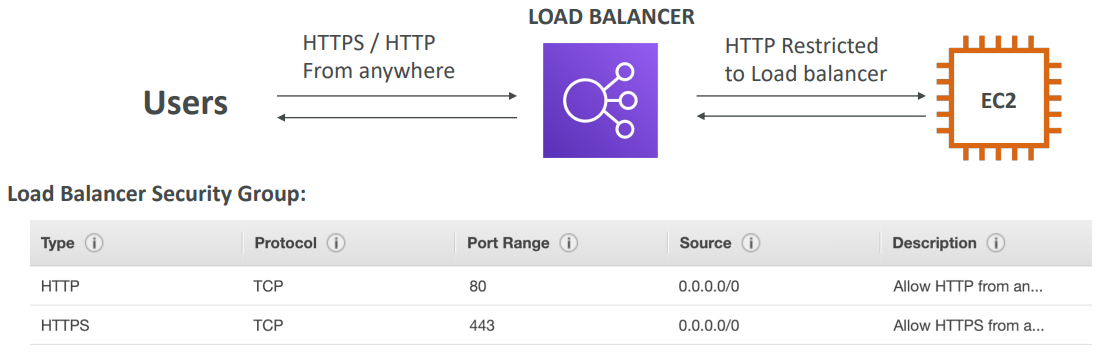 LOAD BALANCER
HTTPS / HTTP
From anywhere
HTTP Restricted
to Load balancer
Users
EC2
Load Balancer Security Group:
Type i Protocol i Port Range i Source i Description i
HTTP TCP 80 0.0.0.0/0 Allow HTTP from an...
HTTPS TCP 443 0.0.0.0/0 Allow HTTPS from a...